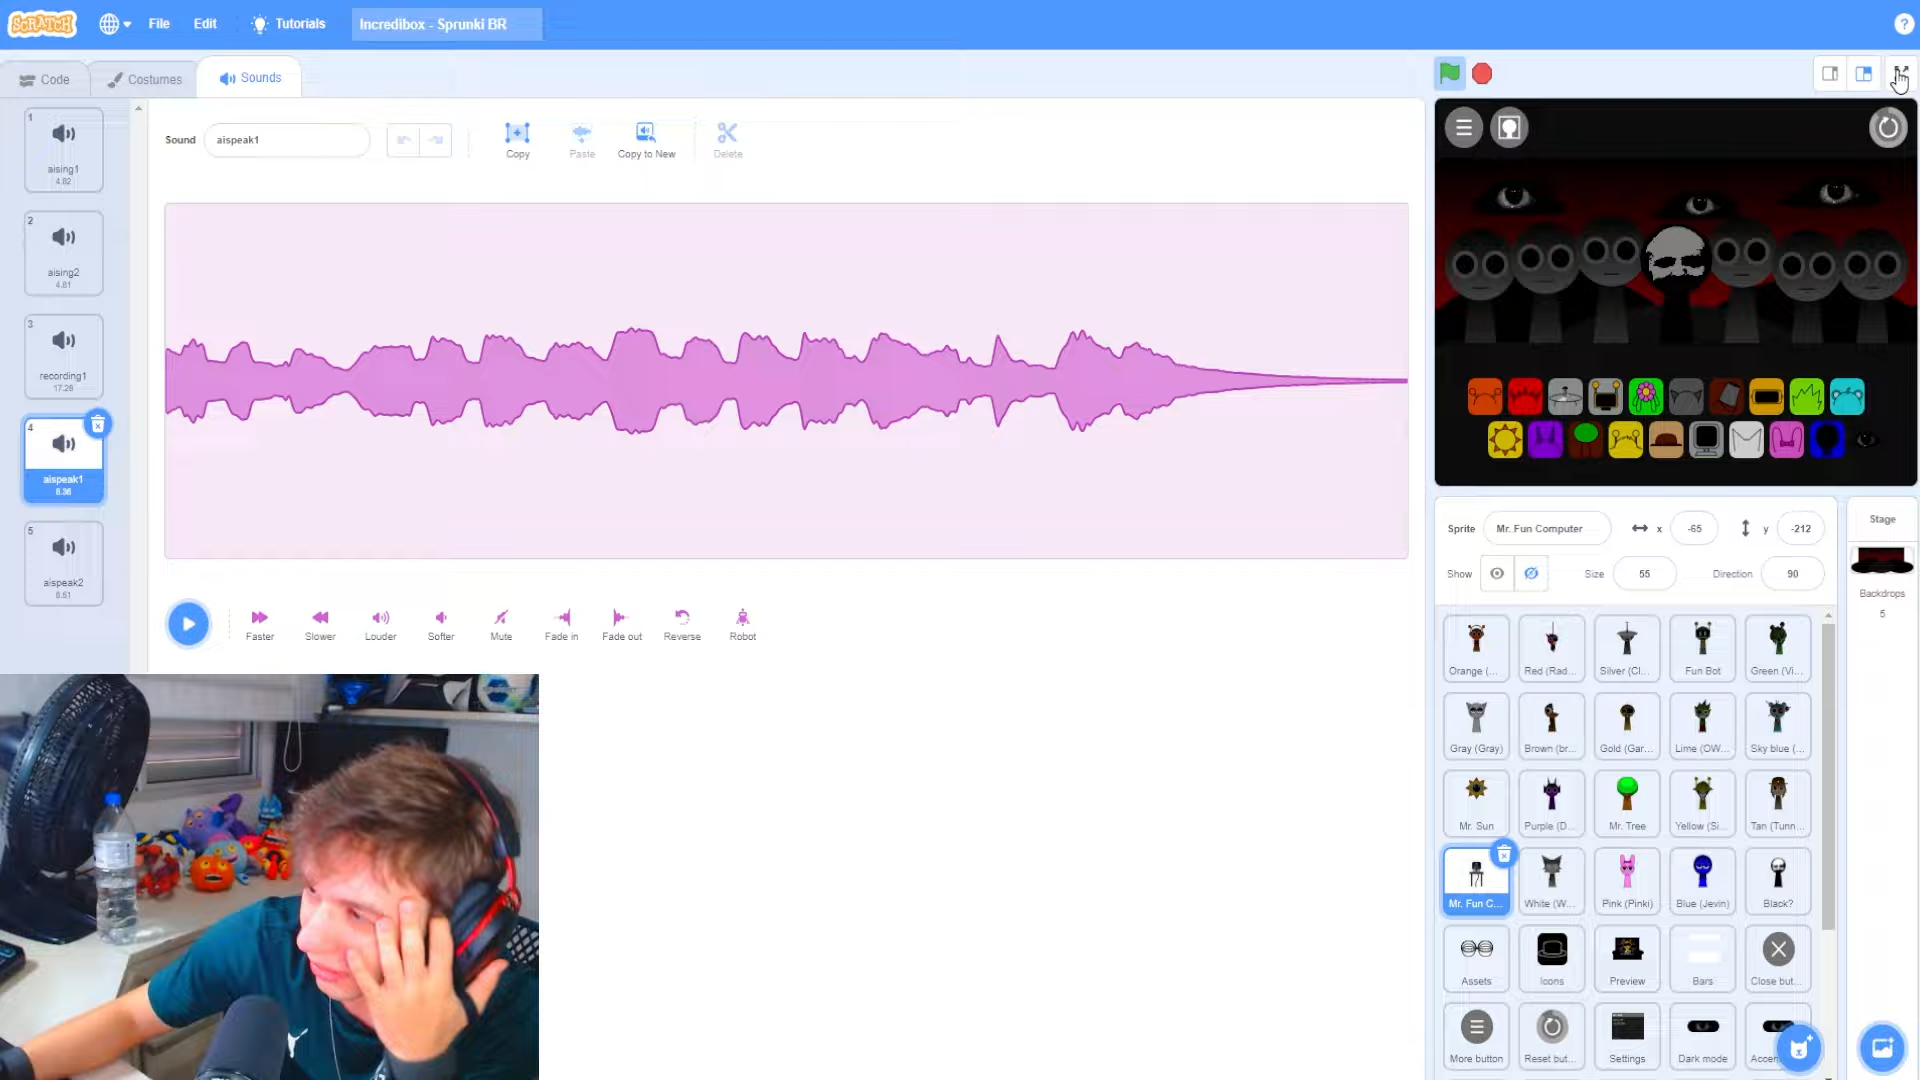 SCRATCH
File
Edit
Tutorials
Incredibox - Sprunki BR
?
Code
Costumes
Sounds
1
aising1
4.82
2
aising2
4.81
3
recording1
17.28
4
aispeak1
8.36
5
aispeak2
8.51
Sound
aispeak1
Copy
Paste
Copy to New
Delete
Faster
Slower
Louder
Softer
Mute
Fade in
Fade out
Reverse
Robot
Sprite
Mr. Fun Computer
x
-65
y
-212
Show
Size
55
Direction
90
Stage
Backdrops
5
Orange (...
Red (Rad...
Silver (Cl...
Fun Bot
Green (Vi...
Gray (Gray)
Brown (br...
Gold (Gar...
Lime (OW...
Sky blue (...
Mr. Sun
Purple (D...
Mr. Tree
Yellow (Si...
Tan (Tunn...
Mr. Fun C...
White (W...
Pink (Pinki)
Blue (Jevin)
Black?
Assets
Icons
Preview
Bars
Close but...
More button
Reset but...
Settings
Dark mode